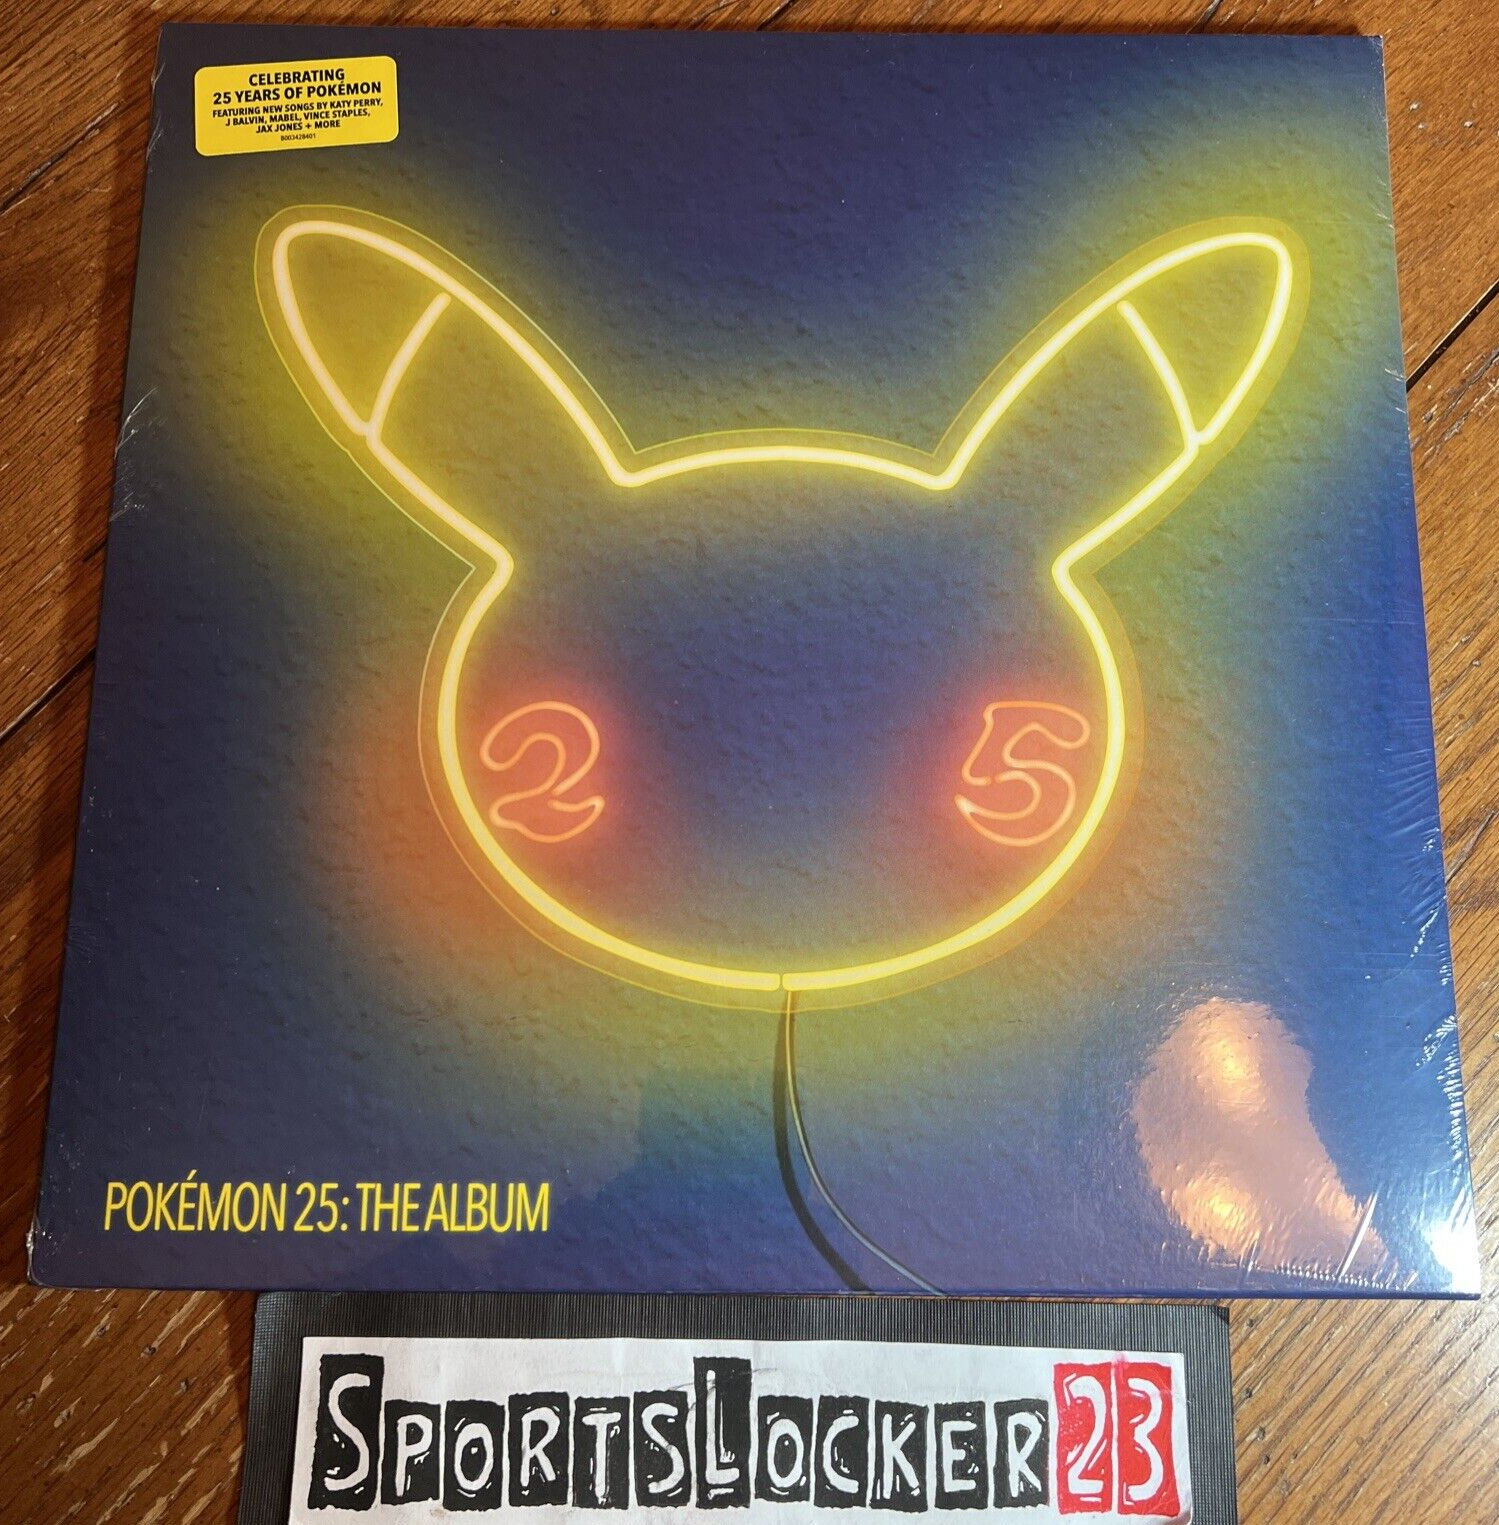 CELEBRATING
25 YEARS OF POKÉMON
FEATURING NEW SONGS BY KATY PERRY,
J BALVIN, MABEL, VINCE STAPLES,
JAX JONES + MORE
B003428401
2 5
POKÉMON 25: THE ALBUM
SPORTSLOCKER23